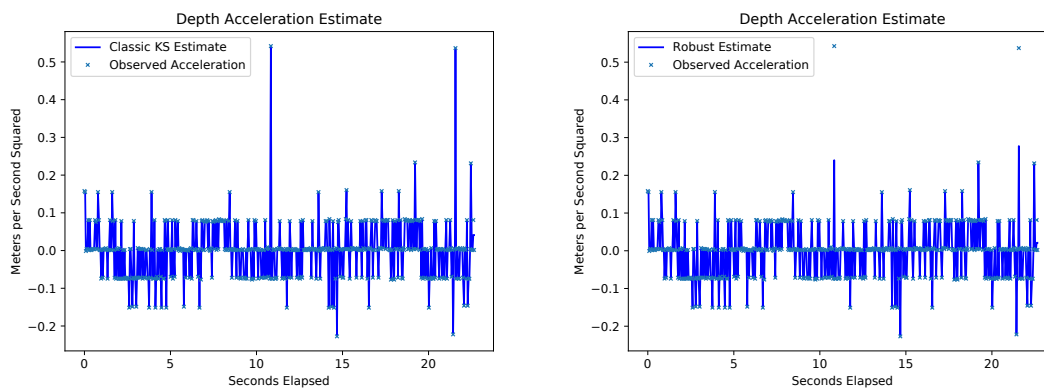 Depth Acceleration Estimate
Classic KS Estimate
Observed Acceleration
0.5
0.4
0.3
0.2
0.1
0.0
−0.1
−0.2
Meters per Second Squared
0 5 10 15 20
Seconds Elapsed
Depth Acceleration Estimate
Robust Estimate
Observed Acceleration
0.5
0.4
0.3
0.2
0.1
0.0
−0.1
−0.2
Meters per Second Squared
0 5 10 15 20
Seconds Elapsed